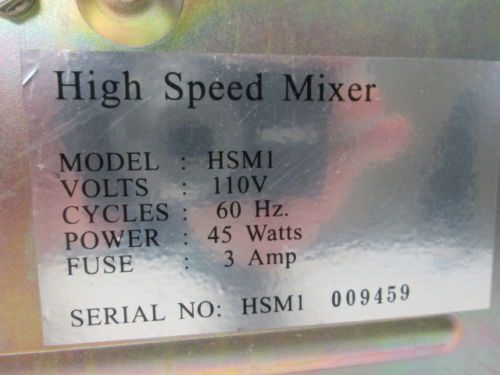 High Speed Mixer
MODEL : HSM1
VOLTS : 110V
CYCLES : 60 Hz.
POWER : 45 Watts
FUSE : 3 Amp
SERIAL NO: HSM1 009459